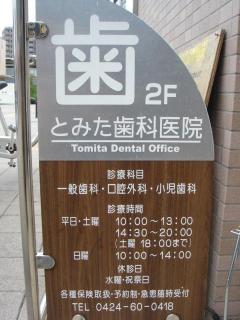 歯
2F
とみた歯科医院
Tomita Dental Office
診療科目
一般歯科・口腔外科・小児歯科
診療時間
平日・土曜 10:00〜13:00
14:30〜20:00
(土曜 18:00まで)
日曜 10:00〜14:00
休診日
水曜・祝祭日
各種保険取扱・予約制・急患随時受付
TEL 0424-60-0418